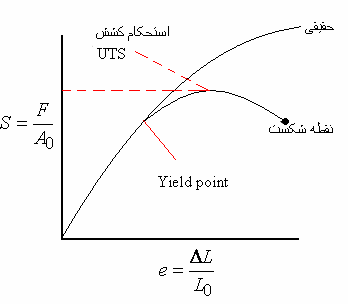 استحکام کشش
UTS
حقیقی
S = F / A₀
نقطه شکست
Yield point
e = ΔL / L₀